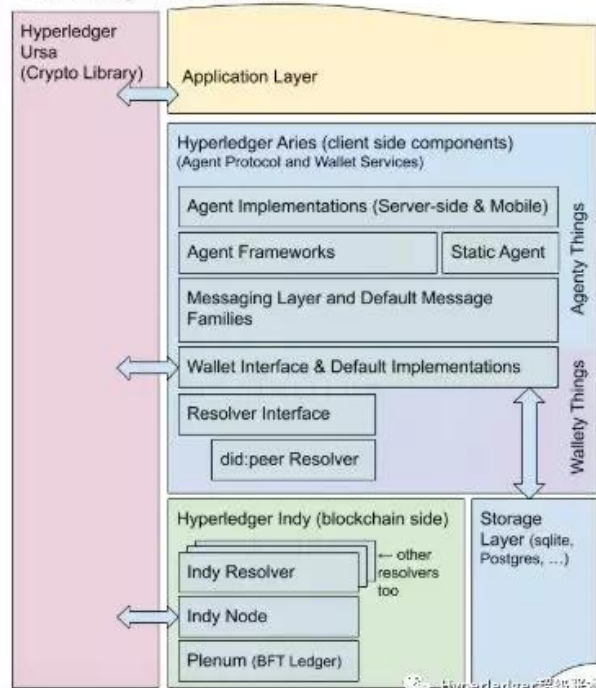 Hyperledger
Ursa
(Crypto Library)
Application Layer
Hyperledger Aries (client side components)
(Agent Protocol and Wallet Services)
Agent Implementations (Server-side & Mobile)
Agent Frameworks
Static Agent
Messaging Layer and Default Message
Families
Wallet Interface & Default Implementations
Resolver Interface
did:peer Resolver
Agenty Things
Wallety Things
Hyperledger Indy (blockchain side)
Indy Resolver
← other
resolvers
too
Indy Node
Plenum (BFT Ledger)
Storage
Layer (sqlite,
Postgres, ...)
Hyperledger